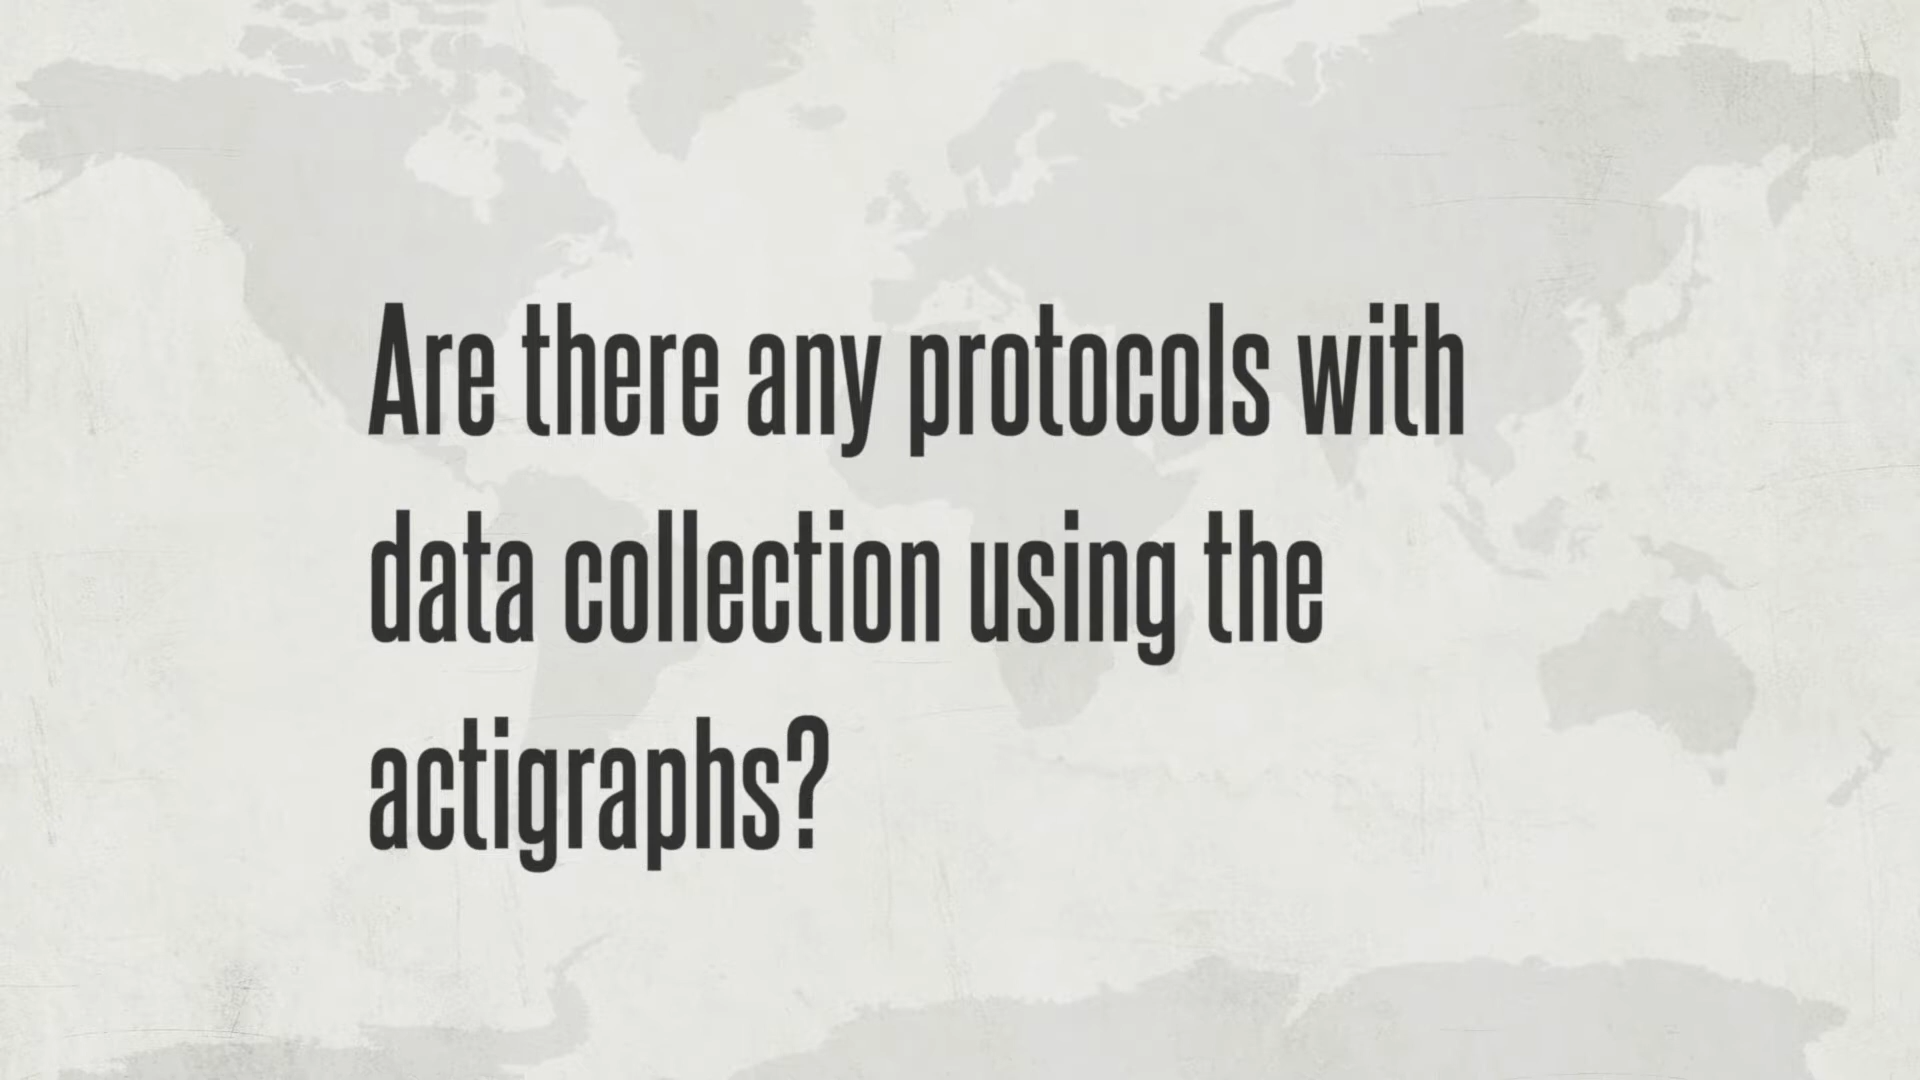 Are there any protocols with
data collection using the
actigraphs?